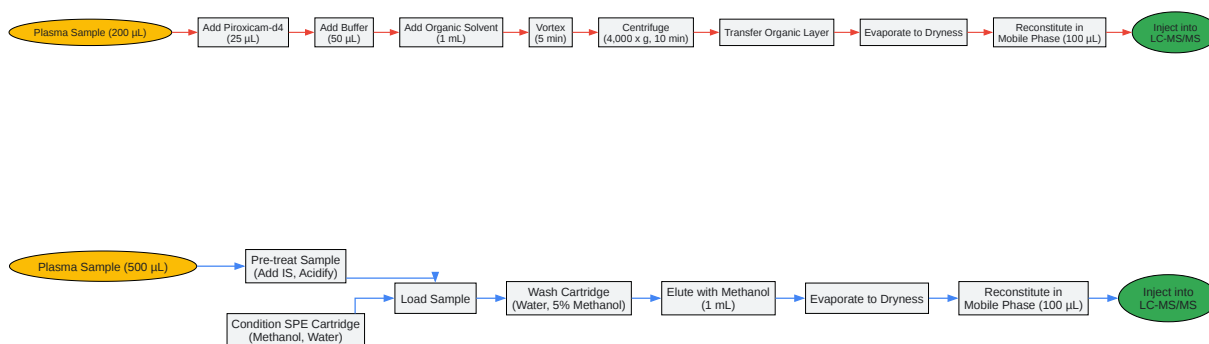 Plasma Sample (200 µL)
Add Piroxicam-d4
(25 µL)
Add Buffer
(50 µL)
Add Organic Solvent
(1 mL)
Vortex
(5 min)
Centrifuge
(4,000 x g, 10 min)
Transfer Organic Layer
Evaporate to Dryness
Reconstitute in
Mobile Phase (100 µL)
Inject into
LC-MS/MS
Plasma Sample (500 µL)
Pre-treat Sample
(Add IS, Acidify)
Condition SPE Cartridge
(Methanol, Water)
Load Sample
Wash Cartridge
(Water, 5% Methanol)
Elute with Methanol
(1 mL)
Evaporate to Dryness
Reconstitute in
Mobile Phase (100 µL)
Inject into
LC-MS/MS